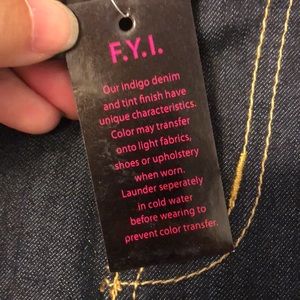 F.Y.I.
Our indigo denim
and tint finish have
unique characteristics.
Color may transfer
onto light fabrics,
shoes or upholstery
when worn.
Launder seperately
in cold water
before wearing to
prevent color transfer.